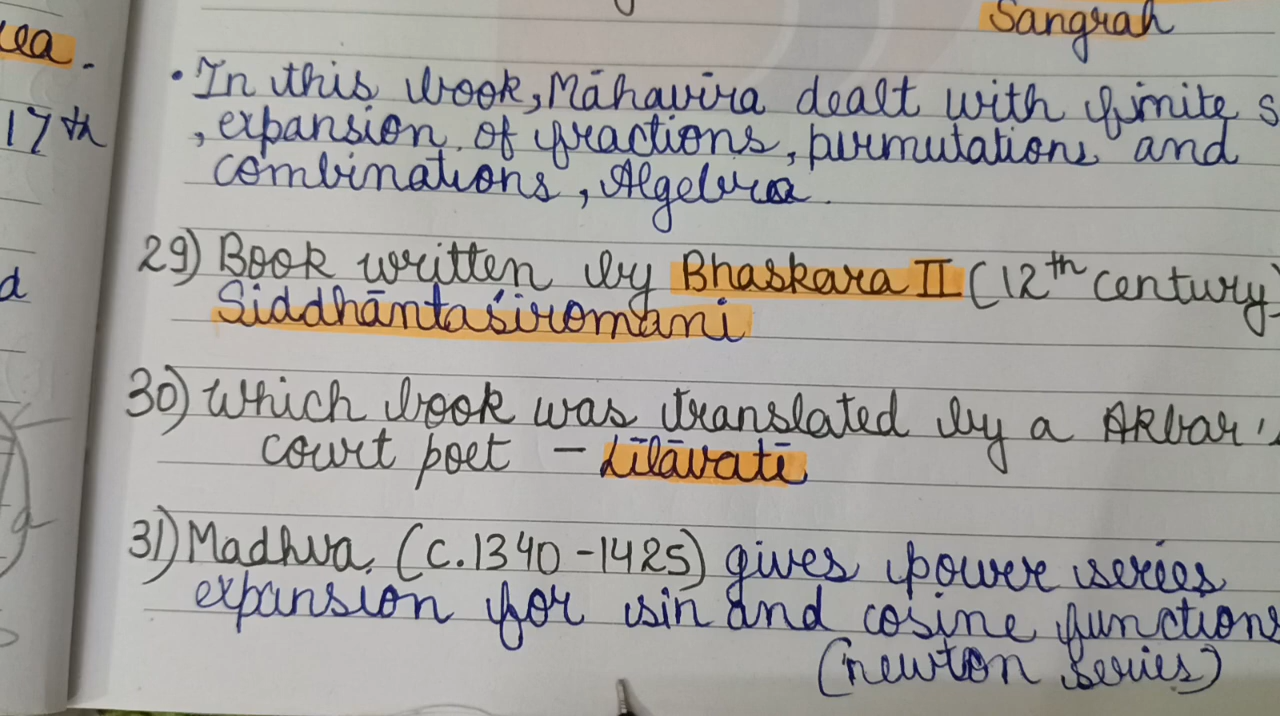 Sangrah
cea.
17th
• In this book, Māhavira dealt with finite s
, expansion of fractions, permutations and
combinations, Algebra.
29) Book written by Bhaskara II (12th century)
Siddhāntaśiromani
d
30) Which book was translated by a Akbar's
court poet - Līlāvatī
31) Madhva (c.1340-1425) gives power series
expansion for sin and cosine functions
(newton series)